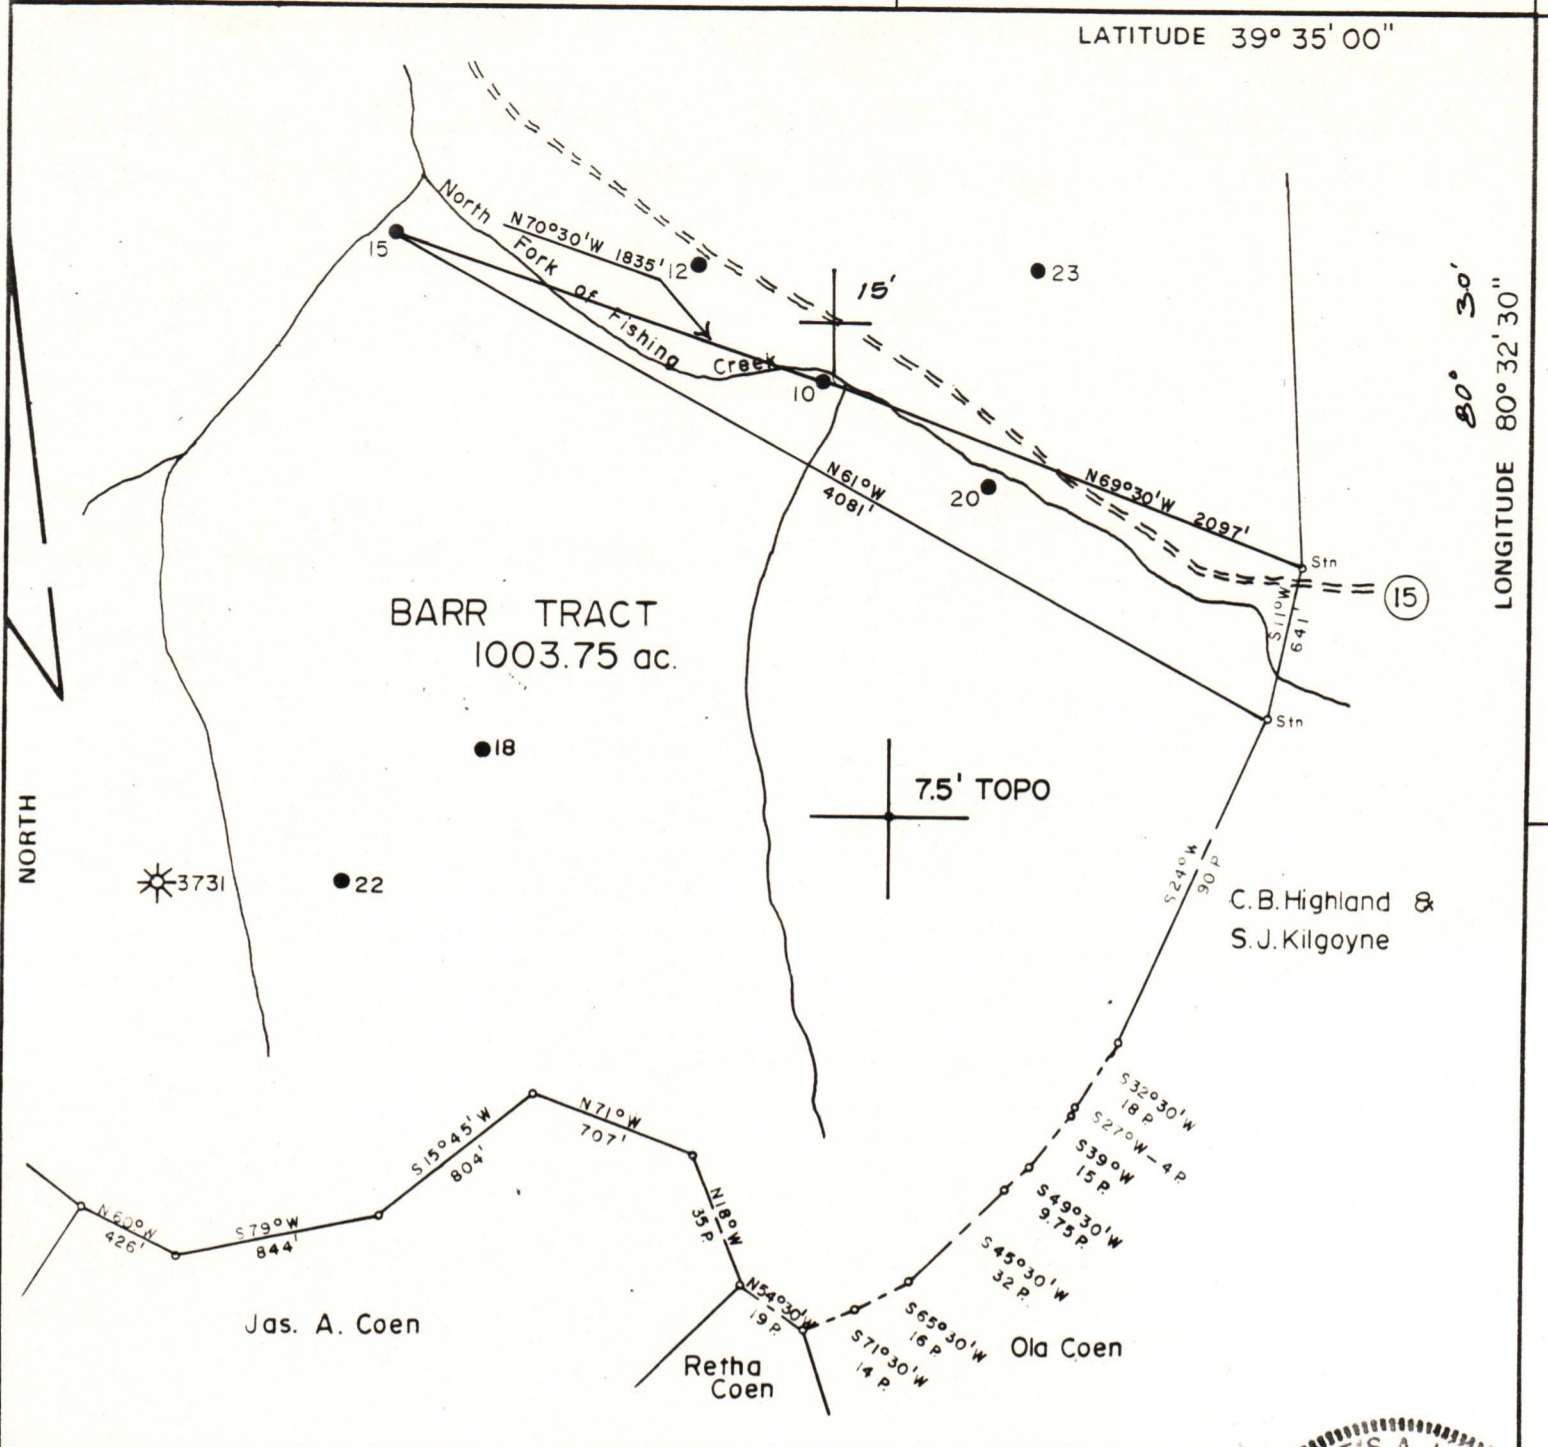 LATITUDE 39° 35' 00"
North Fork of Fishing Creek
N70°30'W 1835'
15
12
23
15'
80° 30'
LONGITUDE 80° 32' 30"
10
N61°W
4081'
20
N69°30'W 2097'
Stn
15
S11°W
641'
BARR TRACT
1003.75 ac.
Stn
18
7.5' TOPO
NORTH
3731
22
S24°W
90 P
C.B. Highland &
S.J. Kilgoyne
S32°30'W
18 P.
S27°W-4 P.
S39°W
15 P.
S49°30'W
9.75 P.
S45°30'W
32 P.
S65°30'W
16 P.
S71°30'W
14 P.
N71°W
707'
S15°45'W
804'
N18°W
35 P.
N60°W
426'
S79°W
844'
N54°30'W
19 P.
Jas. A. Coen
Retha
Coen
Ola Coen